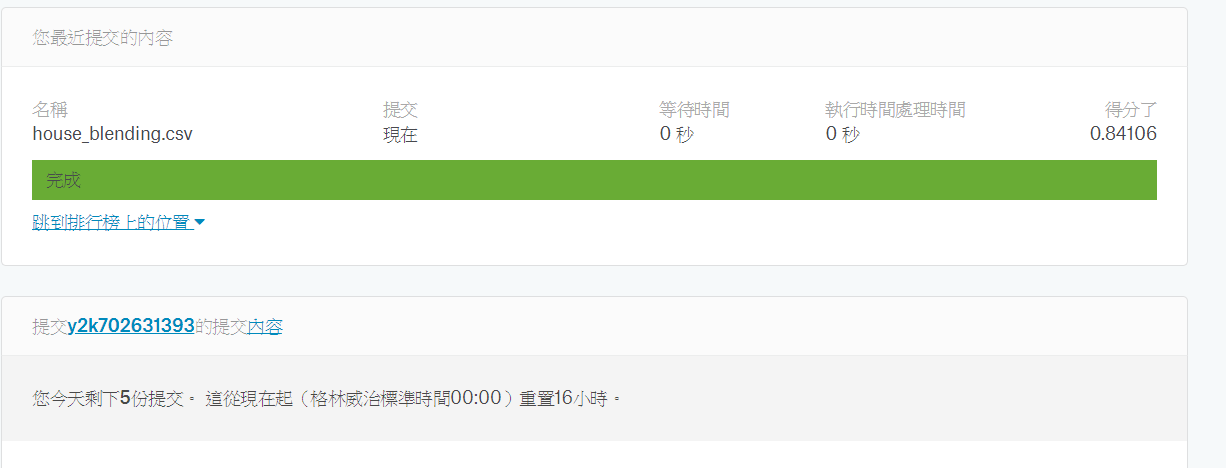 您最近提交的內容
名稱 提交 等待時間 執行時間處理時間 得分了
house_blending.csv 現在 0 秒 0 秒 0.84106
完成
跳到排行榜上的位置
提交y2k702631393的提交內容
您今天剩下5份提交。 這從現在起（格林威治標準時間00:00）重置16小時。